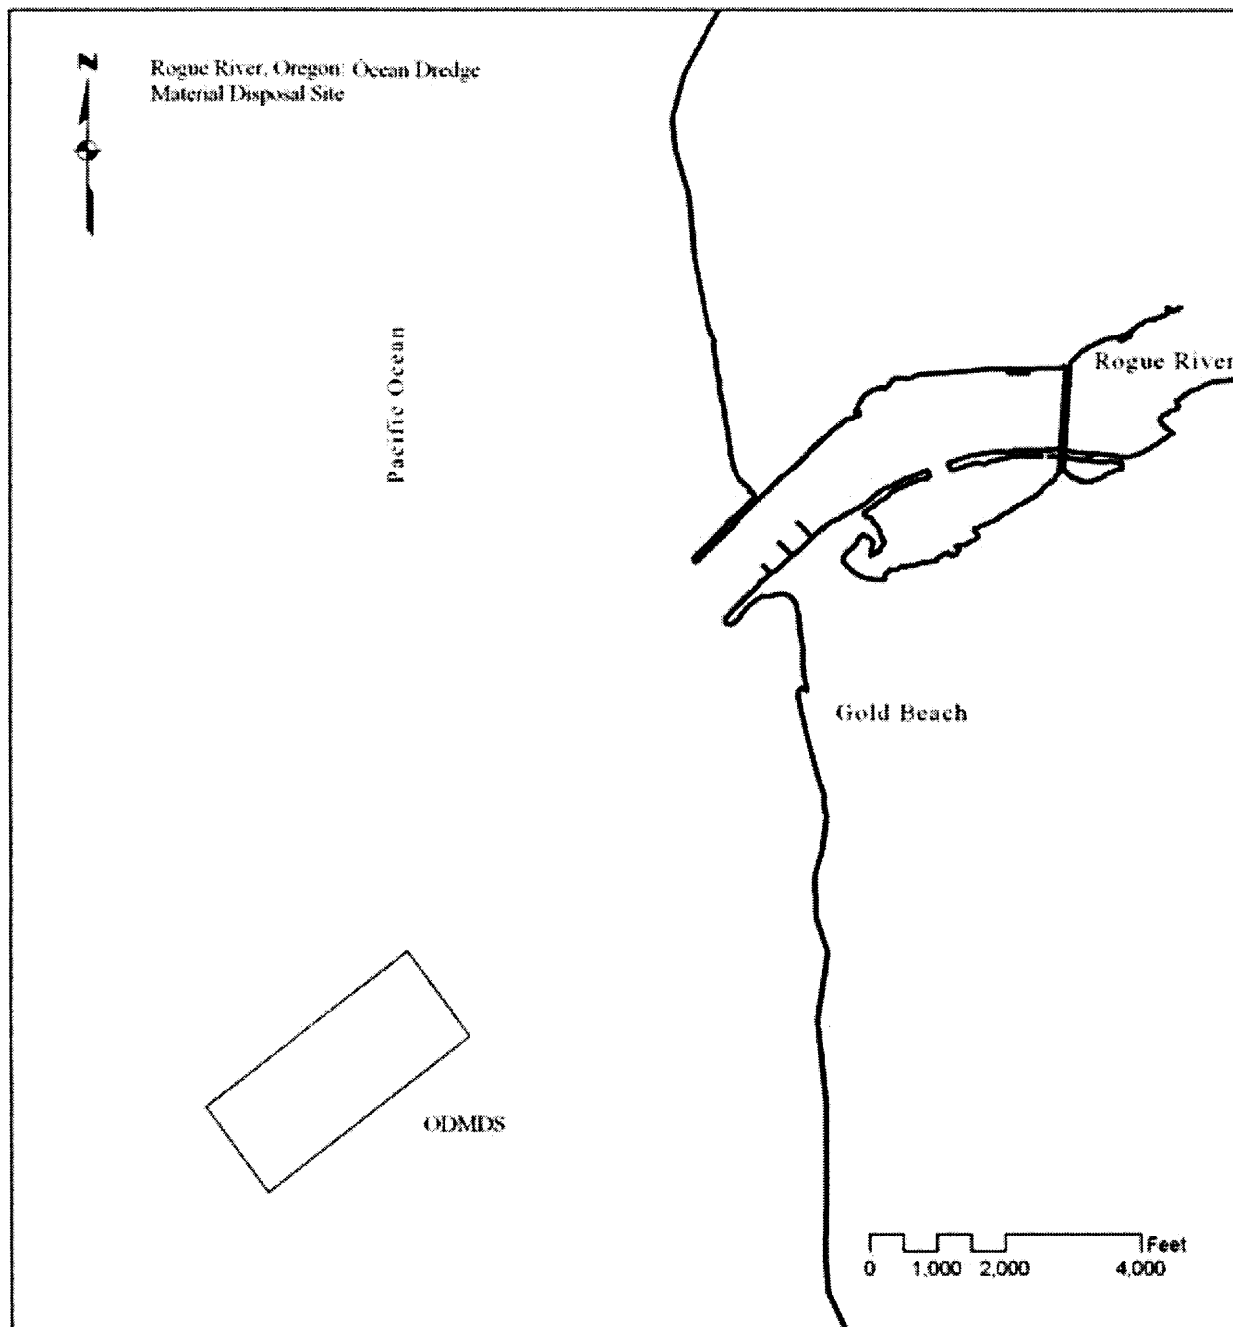 N
Rogue River, Oregon: Ocean Dredge
Material Disposal Site
Pacific Ocean
Rogue River
Gold Beach
ODMDS
Feet
0 1,000 2,000 4,000